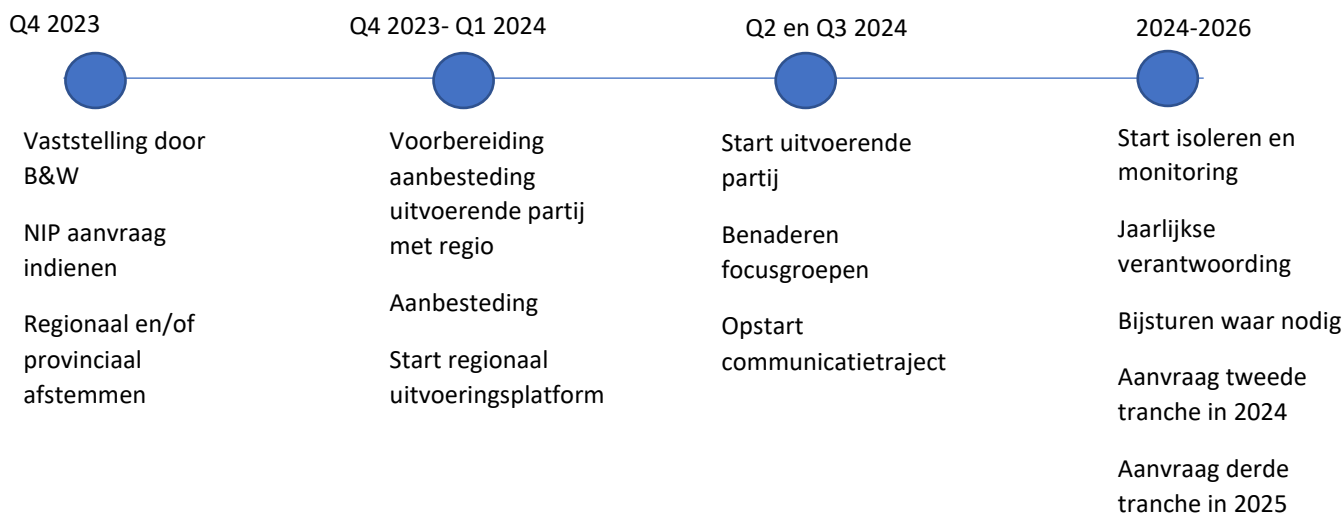 Q4 2023
Q4 2023- Q1 2024
Q2 en Q3 2024
2024-2026
Vaststelling door
B&W
NIP aanvraag
indienen
Regionaal en/of
provinciaal
afstemmen
Voorbereiding
aanbesteding
uitvoerende partij
met regio
Aanbesteding
Start regionaal
uitvoeringsplatform
Start uitvoerende
partij
Benaderen
focusgroepen
Opstart
communicatietraject
Start isoleren en
monitoring
Jaarlijkse
verantwoording
Bijsturen waar nodig
Aanvraag tweede
tranche in 2024
Aanvraag derde
tranche in 2025